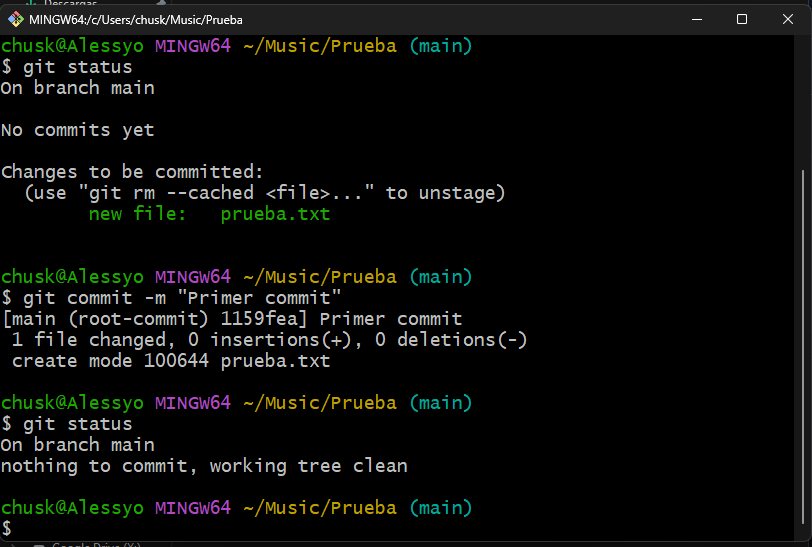 Descargas
MINGW64:/c/Users/chusk/Music/Prueba
chusk@Alessyo MINGW64 ~/Music/Prueba (main)
$ git status
On branch main
No commits yet
Changes to be committed:
  (use "git rm --cached <file>..." to unstage)
        new file:   prueba.txt
chusk@Alessyo MINGW64 ~/Music/Prueba (main)
$ git commit -m "Primer commit"
[main (root-commit) 1159fea] Primer commit
 1 file changed, 0 insertions(+), 0 deletions(-)
 create mode 100644 prueba.txt
chusk@Alessyo MINGW64 ~/Music/Prueba (main)
$ git status
On branch main
nothing to commit, working tree clean
chusk@Alessyo MINGW64 ~/Music/Prueba (main)
$
Google Drive (Y:)